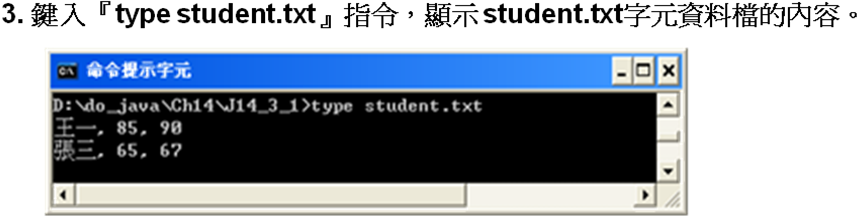 3. 鍵入『type student.txt』指令，顯示student.txt字元資料檔的內容。
命令提示字元
D:\do_java\Ch14\J14_3_1>type student.txt
王一, 85, 90
張三, 65, 67